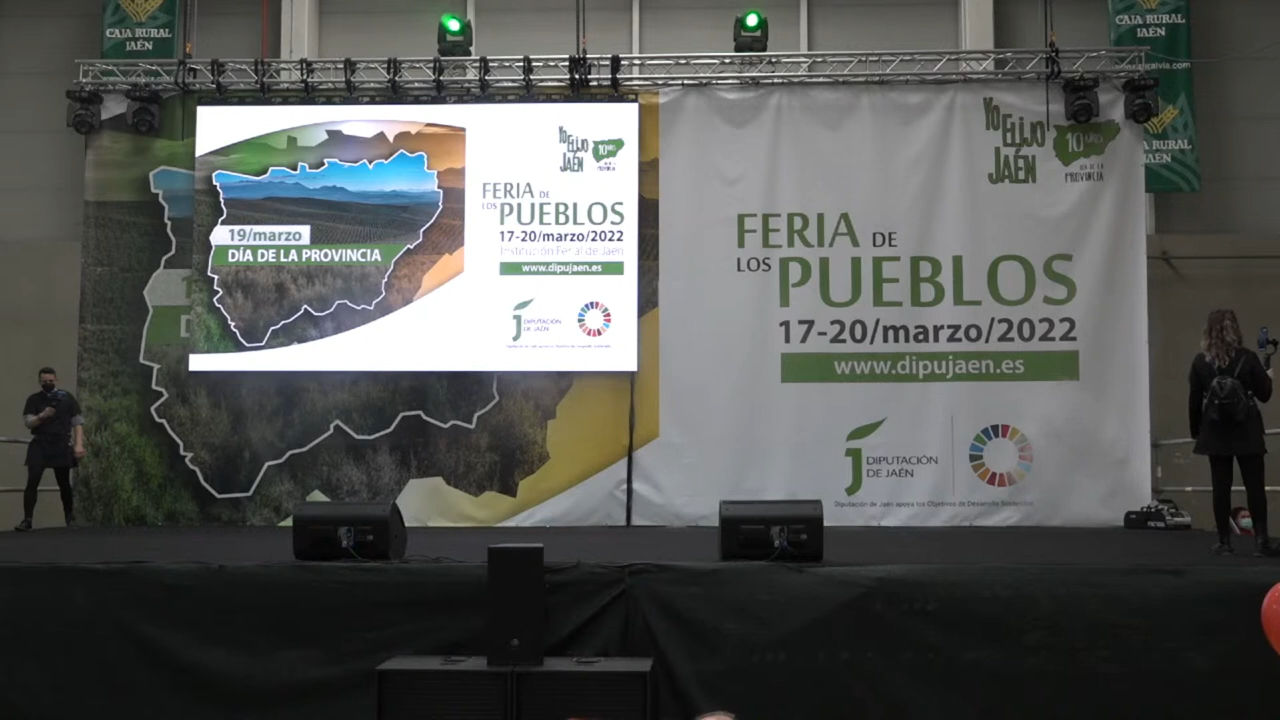 CAJA RURAL
JAÉN
CAJA RURAL
JAÉN
RURAL
JAÉN
YO
ELIJO
JAÉN
10
FERIA DE
LOS PUEBLOS
17-20/marzo/2022
Institución Ferial de Jaén
www.dipujaen.es
19/marzo
DÍA DE LA PROVINCIA
DIPUTACIÓN
DE JAÉN
YO
ELIJO
JAÉN
10
DÍA DE LA
PROVINCIA
FERIA DE
LOS PUEBLOS
17-20/marzo/2022
www.dipujaen.es
DIPUTACIÓN
DE JAÉN
Diputación de Jaén apoya los Objetivos de Desarrollo Sostenible